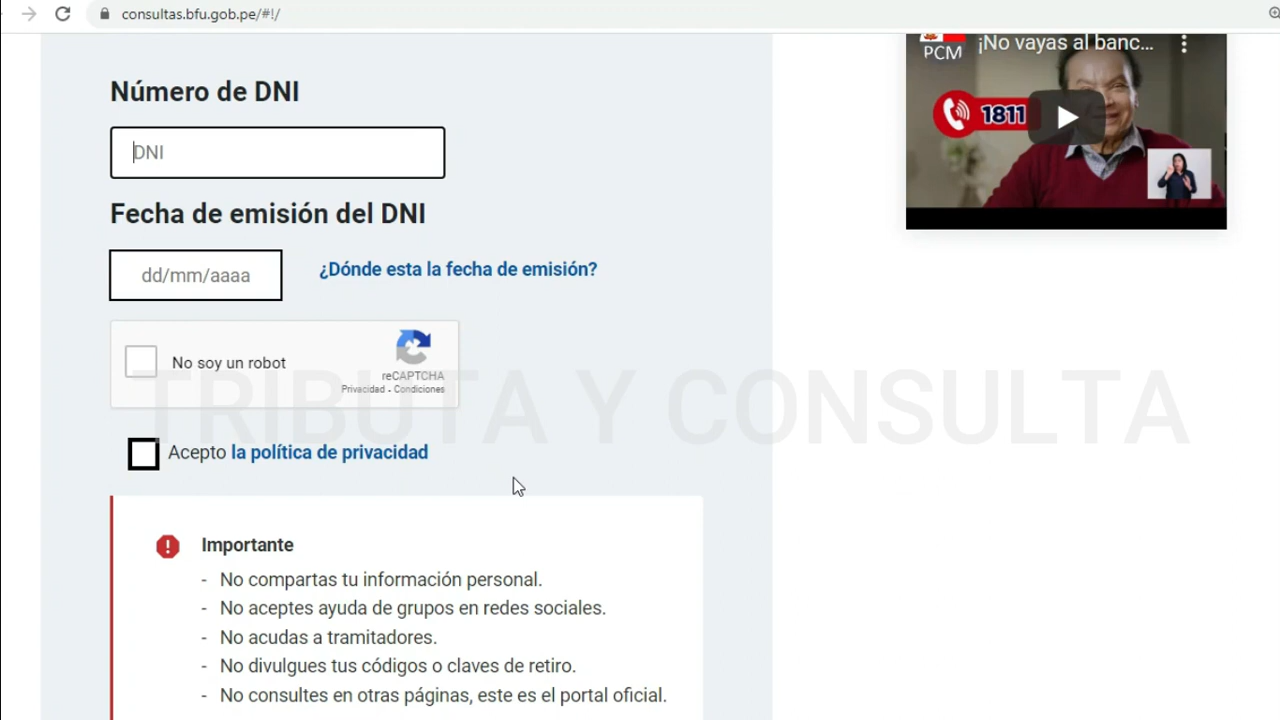 consultas.bfu.gob.pe/#!/
PCM
¡No vayas al banc...
1811
Número de DNI
DNI
Fecha de emisión del DNI
dd/mm/aaaa
¿Dónde esta la fecha de emisión?
No soy un robot
reCAPTCHA
Privacidad - Condiciones
TRIBUTA Y CONSULTA
Acepto la política de privacidad
Importante
- No compartas tu información personal.
- No aceptes ayuda de grupos en redes sociales.
- No acudas a tramitadores.
- No divulgues tus códigos o claves de retiro.
- No consultes en otras páginas, este es el portal oficial.